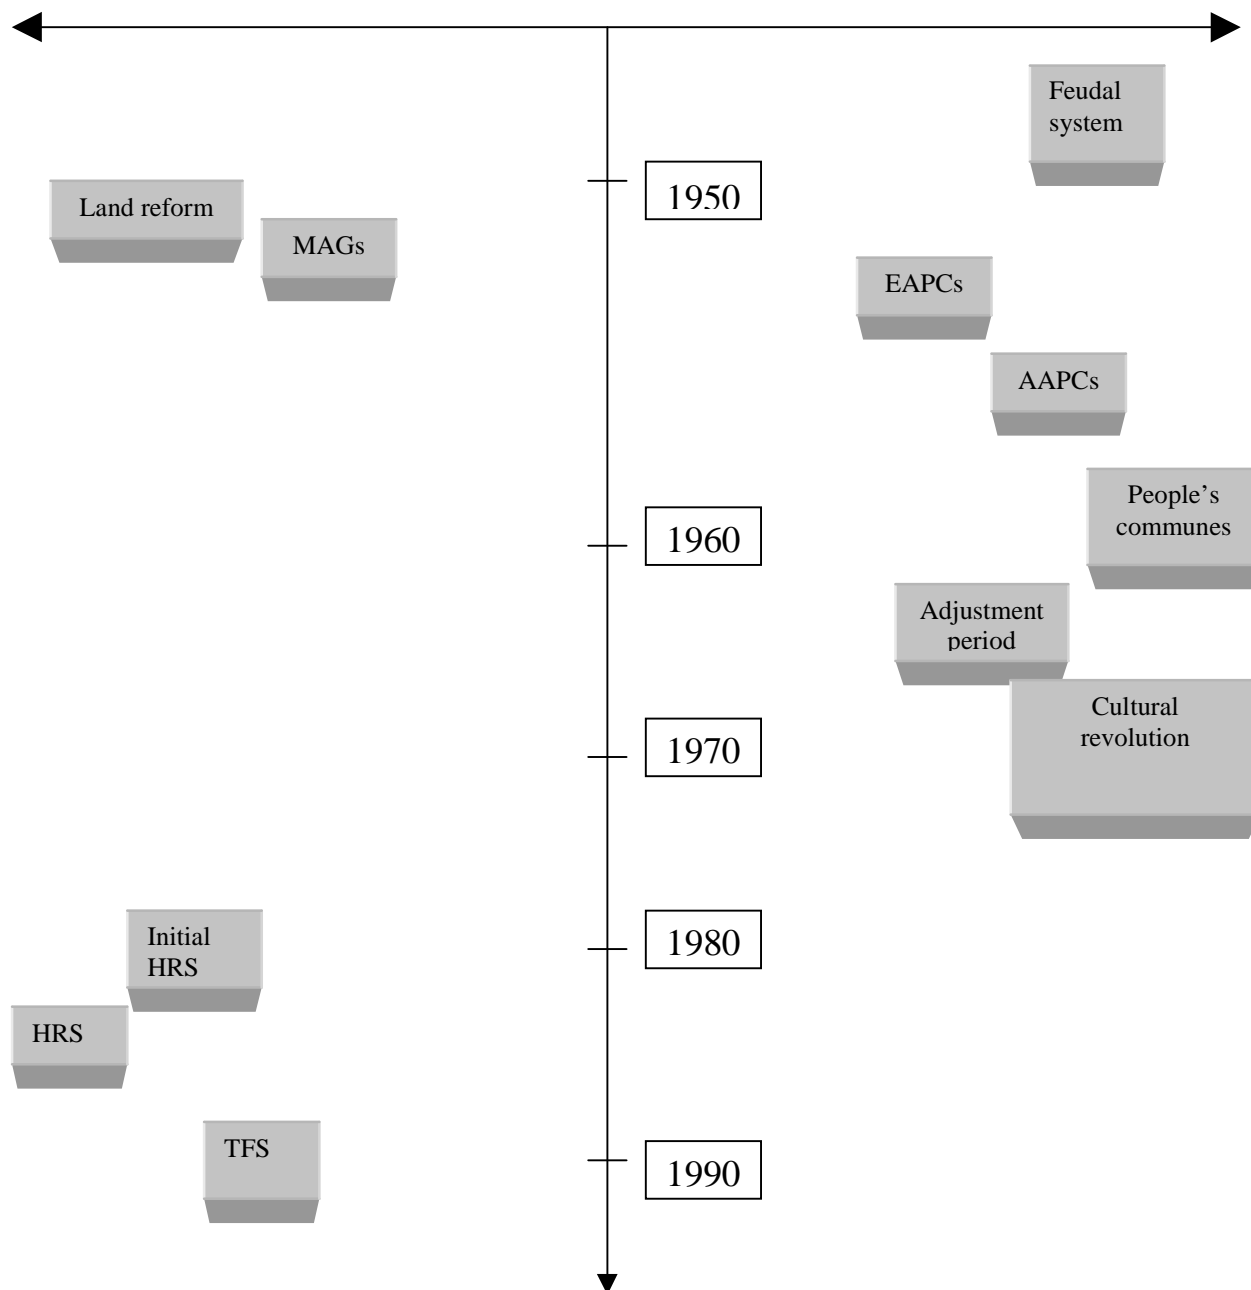 Feudal
system
1950
Land reform
MAGs
EAPCs
AAPCs
People’s
communes
1960
Adjustment
period
Cultural
revolution
1970
Initial
HRS
1980
HRS
TFS
1990